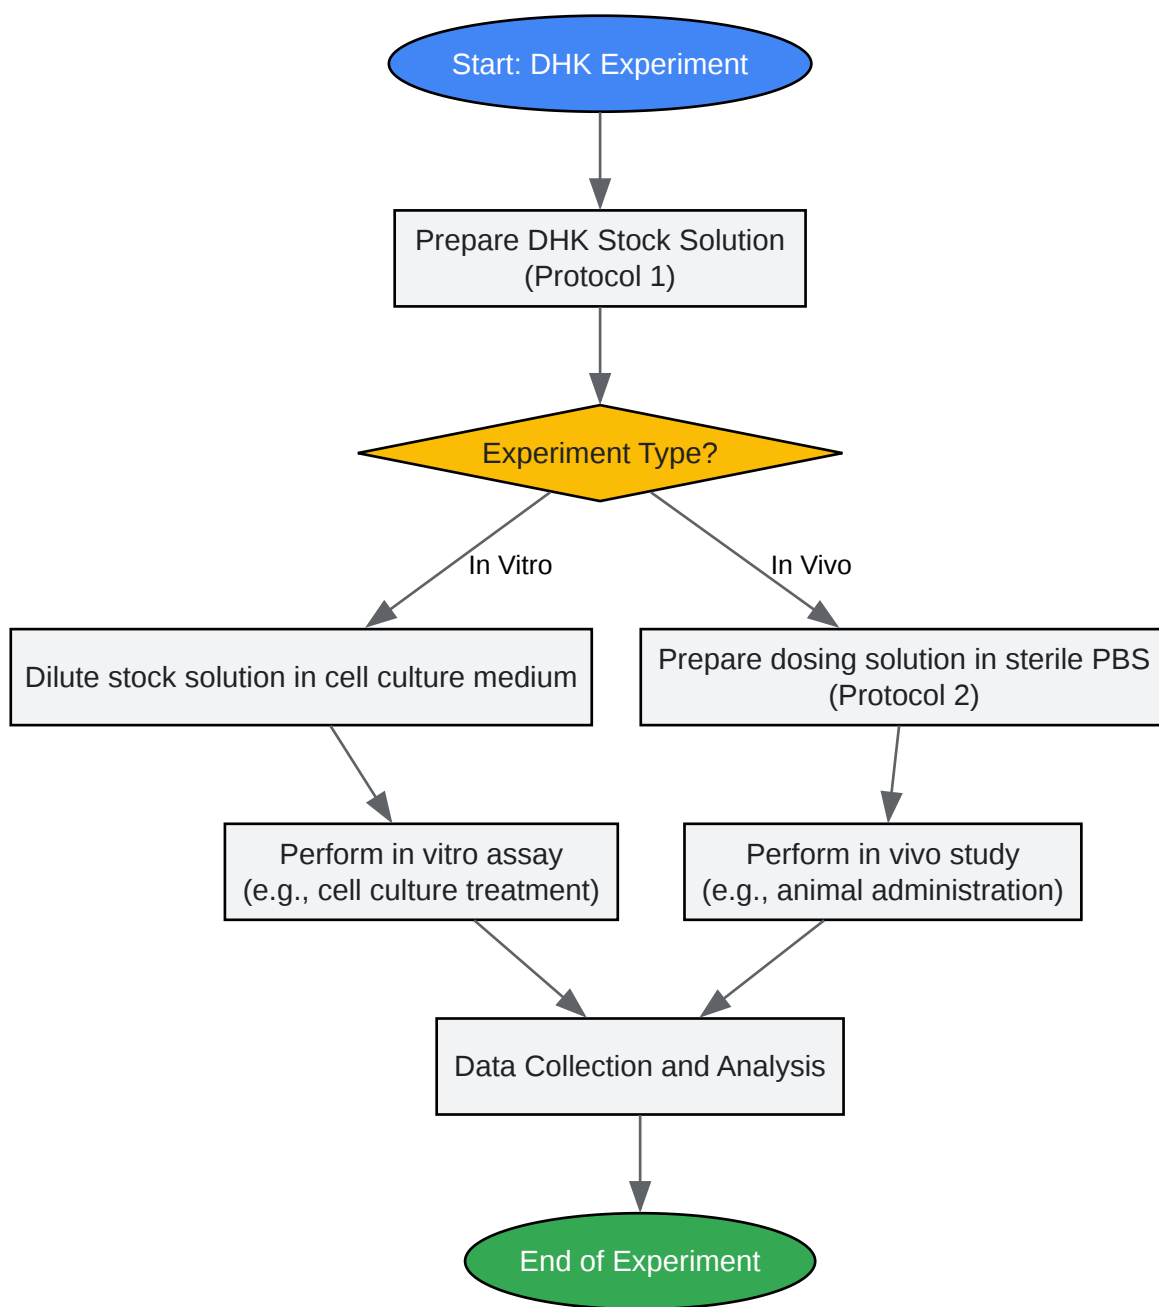 Start: DHK Experiment
Prepare DHK Stock Solution
(Protocol 1)
Experiment Type?
In Vitro
In Vivo
Dilute stock solution in cell culture medium
Prepare dosing solution in sterile PBS
(Protocol 2)
Perform in vitro assay
(e.g., cell culture treatment)
Perform in vivo study
(e.g., animal administration)
Data Collection and Analysis
End of Experiment